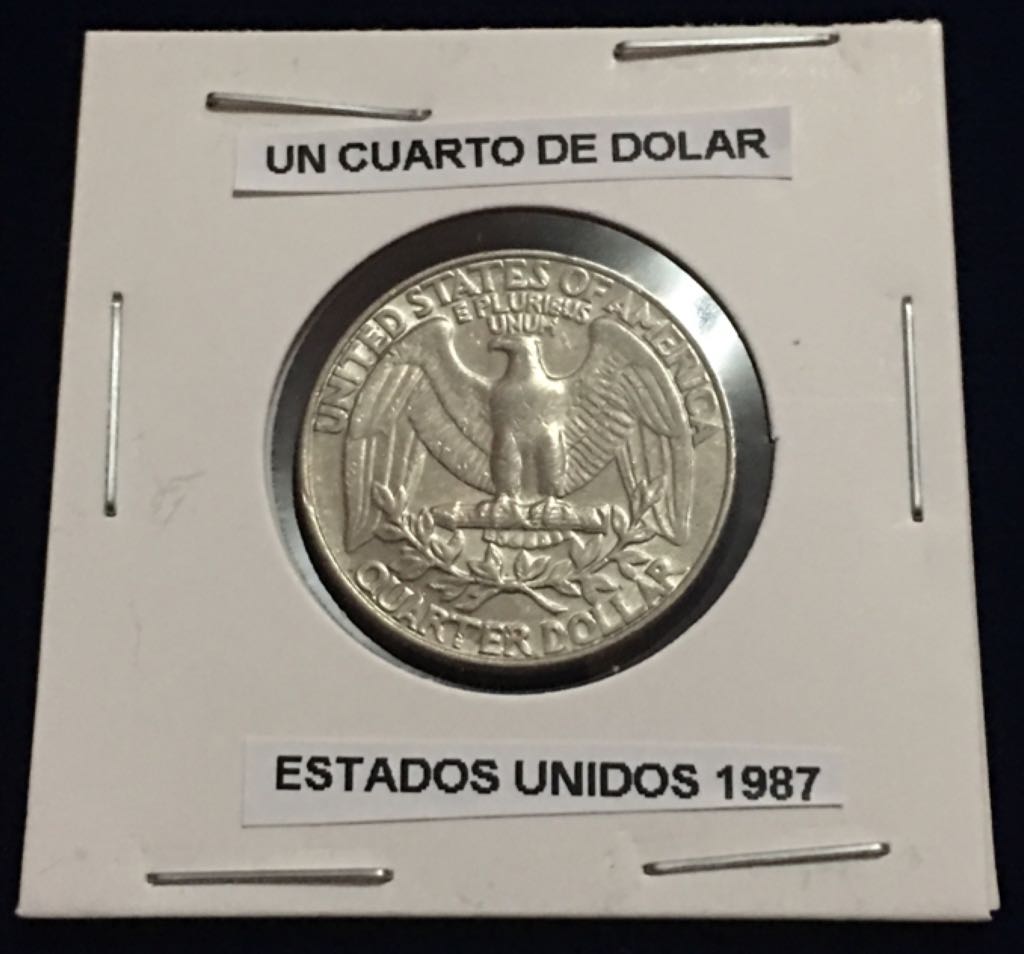 UN CUARTO DE DOLAR
UNITED STATES OF AMERICA
E PLURIBUS
UNUM
QUARTER DOLLAR
ESTADOS UNIDOS 1987